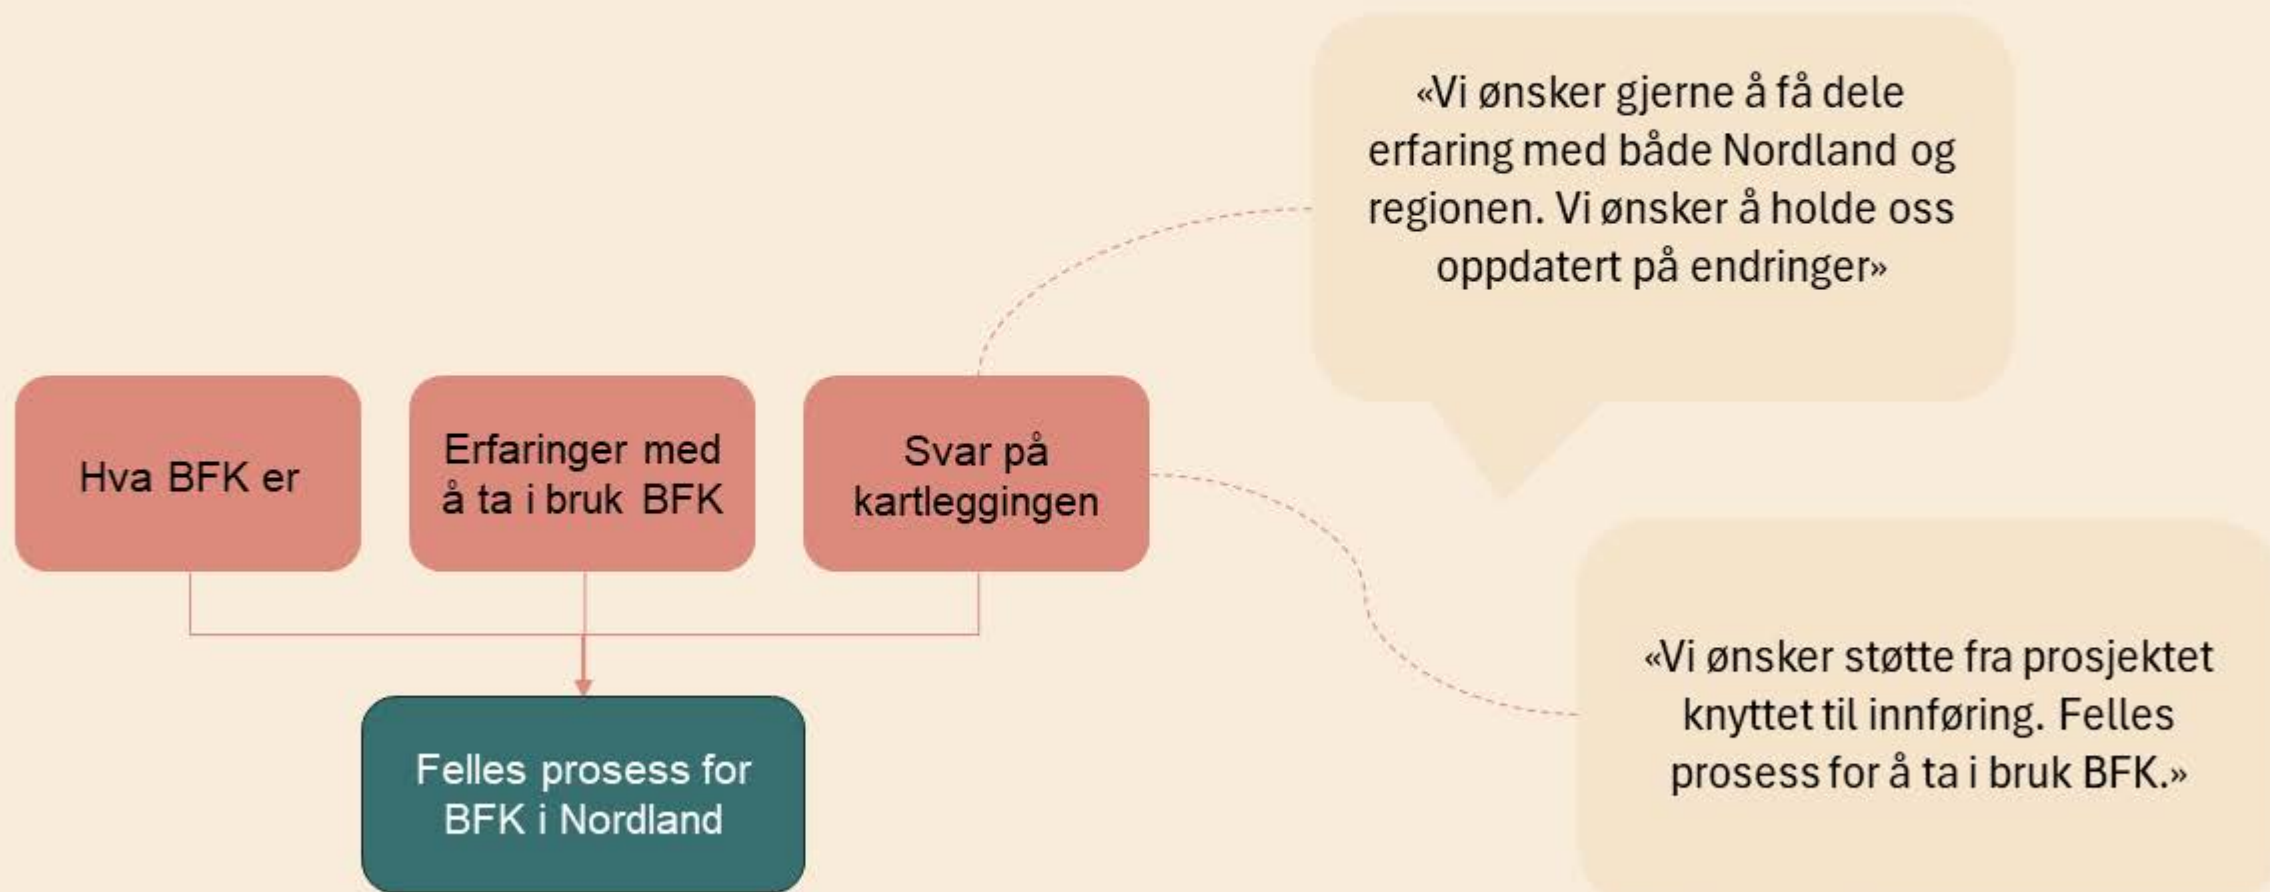 «Vi ønsker gjerne å få dele
erfaring med både Nordland og
regionen. Vi ønsker å holde oss
oppdatert på endringer»
Hva BFK er
Erfaringer med
å ta i bruk BFK
Svar på
kartleggingen
«Vi ønsker støtte fra prosjektet
knyttet til innføring. Felles
prosess for å ta i bruk BFK.»
Felles prosess for
BFK i Nordland